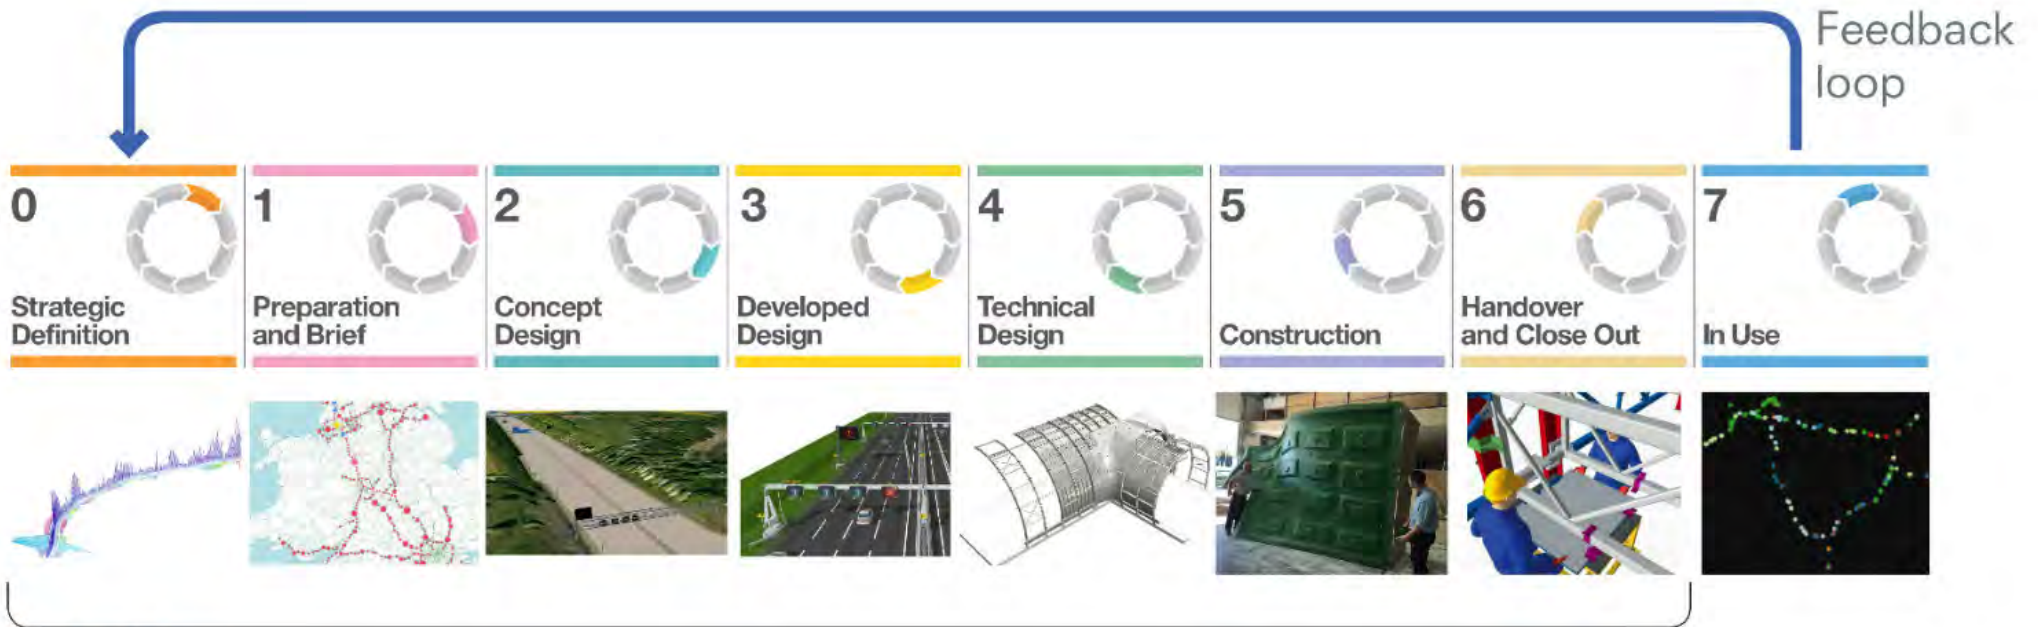 Feedback
loop
0
Strategic
Definition
1
Preparation
and Brief
2
Concept
Design
3
Developed
Design
4
Technical
Design
5
Construction
6
Handover
and Close Out
7
In Use